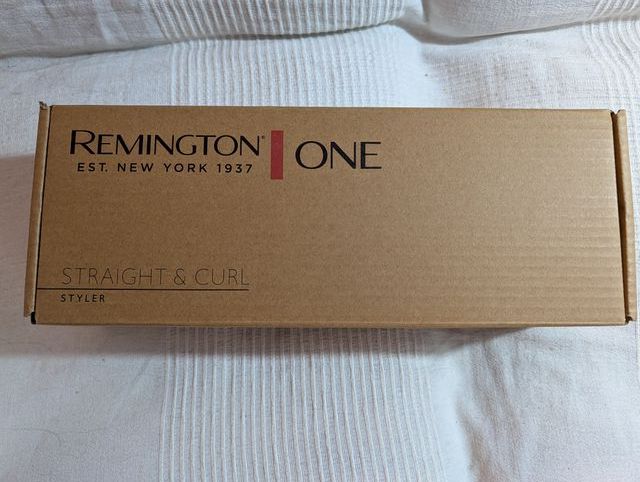 REMINGTON® | ONE
EST. NEW YORK 1937
STRAIGHT & CURL
STYLER